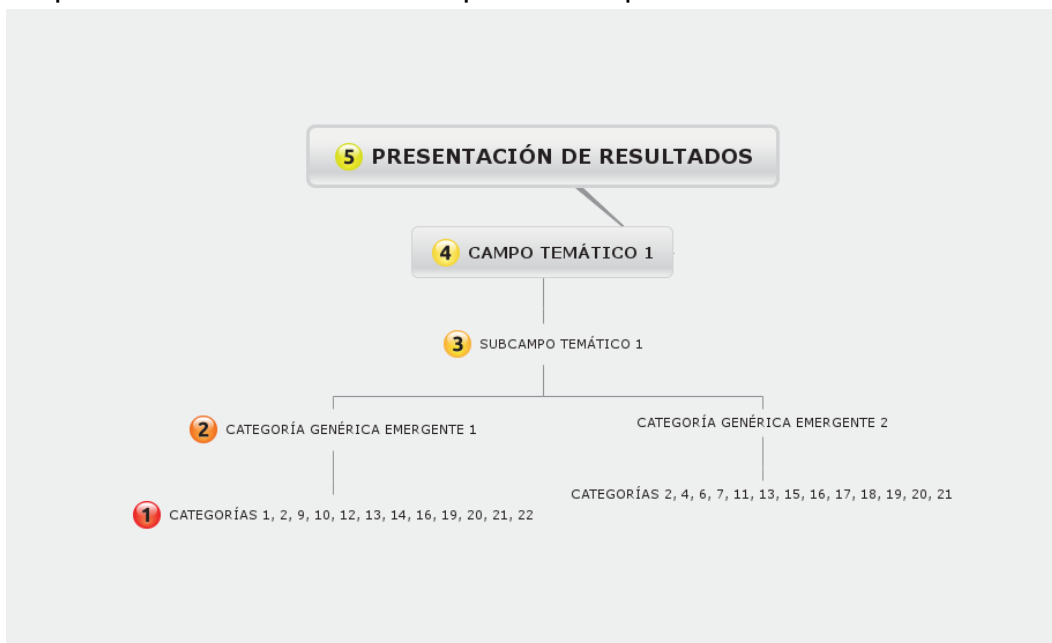 5 PRESENTACIÓN DE RESULTADOS
4 CAMPO TEMÁTICO 1
3 SUBCAMPO TEMÁTICO 1
2 CATEGORÍA GENÉRICA EMERGENTE 1
CATEGORÍA GENÉRICA EMERGENTE 2
1 CATEGORÍAS 1, 2, 9, 10, 12, 13, 14, 16, 19, 20, 21, 22
CATEGORÍAS 2, 4, 6, 7, 11, 13, 15, 16, 17, 18, 19, 20, 21